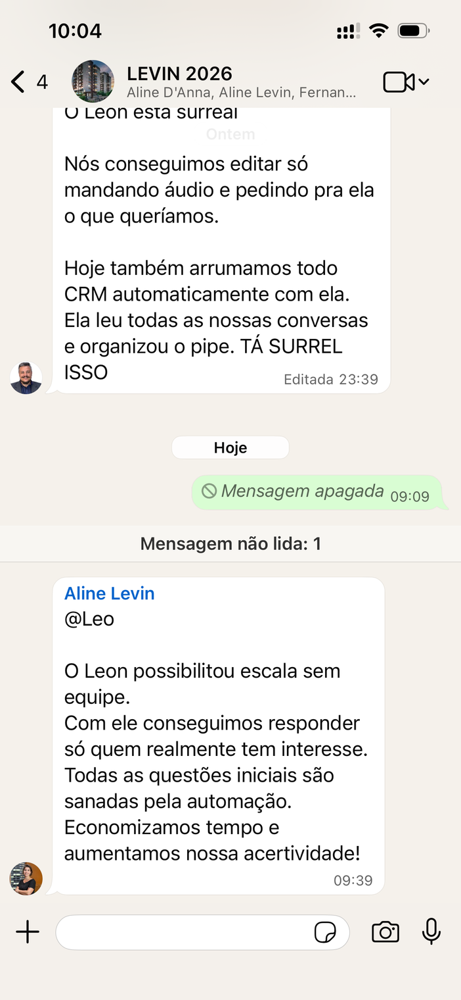 10:04
4
LEVIN 2026
Aline D'Anna, Aline Levin, Fernan...
O Leon está surreal
Ontem
Nós conseguimos editar só
mandando áudio e pedindo pra ela
o que queríamos.
Hoje também arrumamos todo
CRM automaticamente com ela.
Ela leu todas as nossas conversas
e organizou o pipe. TÁ SURREL
ISSO
Editada 23:39
Hoje
Mensagem apagada 09:09
Mensagem não lida: 1
Aline Levin
@Leo
O Leon possibilitou escala sem
equipe.
Com ele conseguimos responder
só quem realmente tem interesse.
Todas as questões iniciais são
sanadas pela automação.
Economizamos tempo e
aumentamos nossa acertividade!
09:39